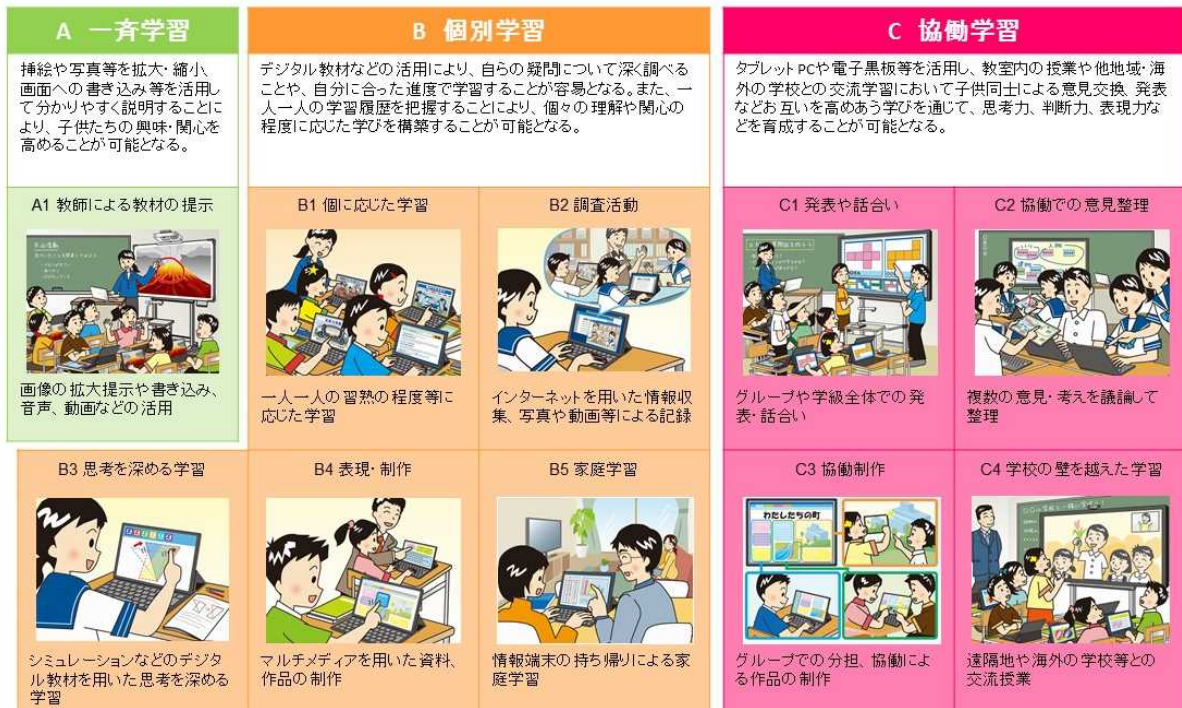 A 一斉学習
挿絵や写真等を拡大・縮小、
画面への書き込み等を活用し
て分かりやすく説明することに
より、子供たちの興味・関心を
高めることが可能となる。
B 個別学習
デジタル教材などの活用により、自らの疑問について深く調べる
ことや、自分に合った進度で学習することが容易となる。また、一
人一人の学習履歴を把握することにより、個々の理解や関心の
程度に応じた学びを構築することが可能となる。
C 協働学習
タブレットPCや電子黒板等を活用し、教室内の授業や他地域・海
外の学校との交流学習において子供同士による意見交換、発表
などお互いを高めあう学びを通じて、思考力、判断力、表現力な
どを育成することが可能となる。
A1 教師による教材の提示
画像の拡大提示や書き込み、
音声、動画などの活用
B1 個に応じた学習
一人一人の習熟の程度等に
応じた学習
B2 調査活動
インターネットを用いた情報収
集、写真や動画等による記録
C1 発表や話合い
グループや学級全体での発
表・話合い
C2 協働での意見整理
複数の意見・考えを議論して
整理
B3 思考を深める学習
シミュレーションなどのデジタ
ル教材を用いた思考を深める
学習
B4 表現・制作
マルチメディアを用いた資料、
作品の制作
B5 家庭学習
情報端末の持ち帰りによる家
庭学習
C3 協働制作
わたしたちの町
グループでの分担、協働によ
る作品の制作
C4 学校の壁を越えた学習
遠隔地や海外の学校等との
交流授業